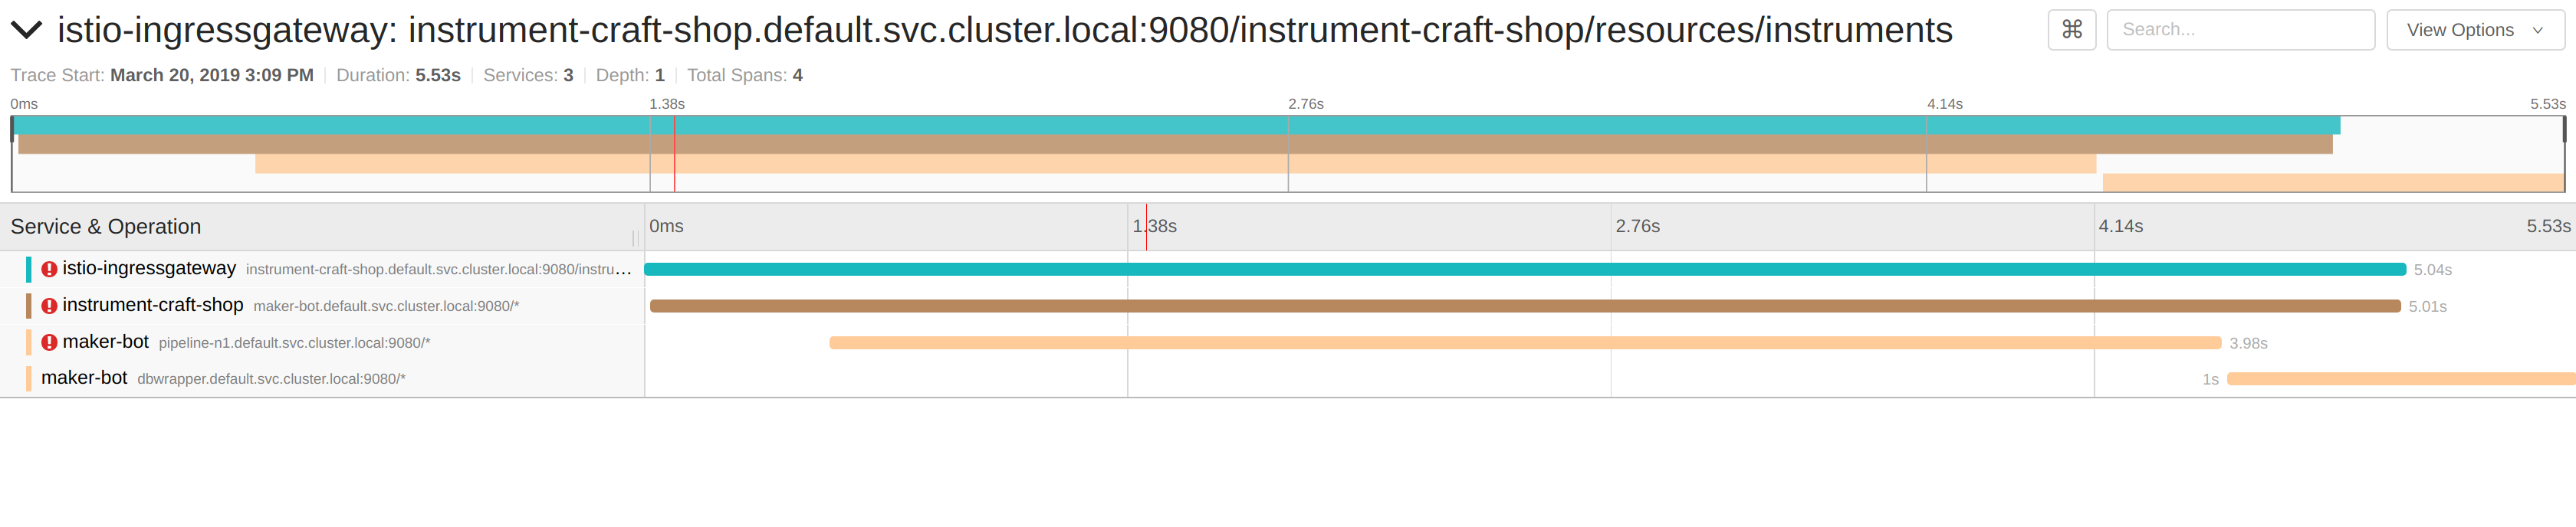 istio-ingressgateway: instrument-craft-shop.default.svc.cluster.local:9080/instrument-craft-shop/resources/instruments
⌘ Search... View Options
Trace Start: March 20, 2019 3:09 PM | Duration: 5.53s | Services: 3 | Depth: 1 | Total Spans: 4
0ms 1.38s 2.76s 4.14s 5.53s
Service & Operation 0ms 1.38s 2.76s 4.14s 5.53s
istio-ingressgateway instrument-craft-shop.default.svc.cluster.local:9080/instru... 5.04s
instrument-craft-shop maker-bot.default.svc.cluster.local:9080/* 5.01s
maker-bot pipeline-n1.default.svc.cluster.local:9080/* 3.98s
maker-bot dbwrapper.default.svc.cluster.local:9080/* 1s